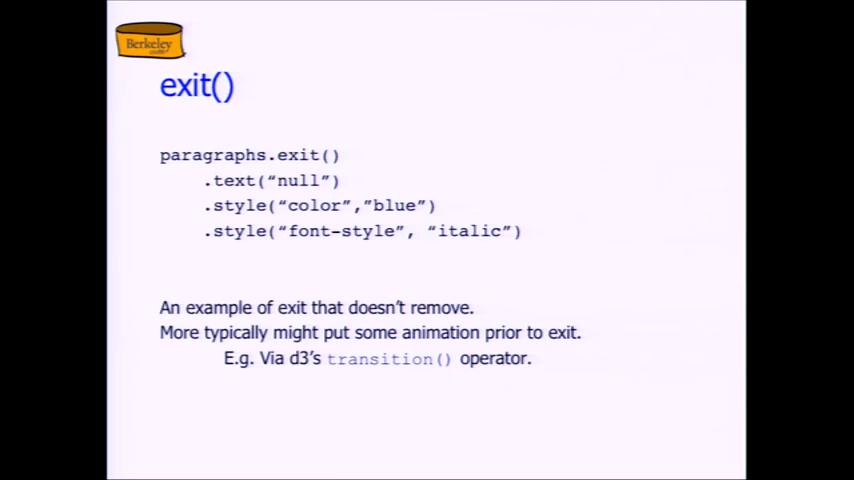 Berkeley
exit()
paragraphs.exit()
.text(“null”)
.style(“color”,”blue”)
.style(“font-style”, “italic”)
An example of exit that doesn’t remove.
More typically might put some animation prior to exit.
E.g. Via d3’s transition() operator.